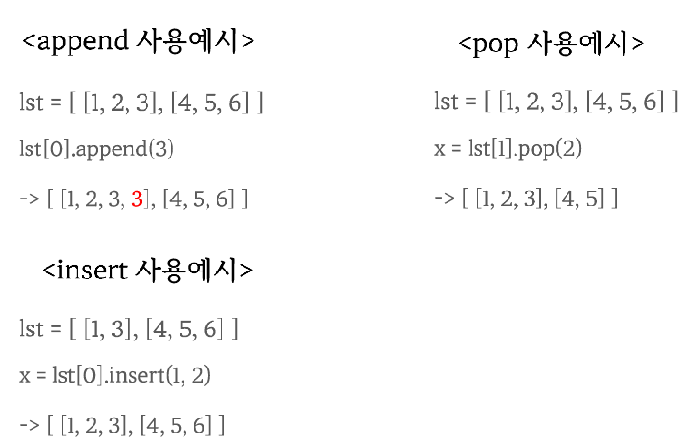 <append 사용예시>
lst = [ [1, 2, 3], [4, 5, 6] ]
lst[0].append(3)
-> [ [1, 2, 3, 3], [4, 5, 6] ]
<pop 사용예시>
lst = [ [1, 2, 3], [4, 5, 6] ]
x = lst[1].pop(2)
-> [ [1, 2, 3], [4, 5] ]
<insert 사용예시>
lst = [ [1, 3], [4, 5, 6] ]
x = lst[0].insert(1, 2)
-> [ [1, 2, 3], [4, 5, 6] ]